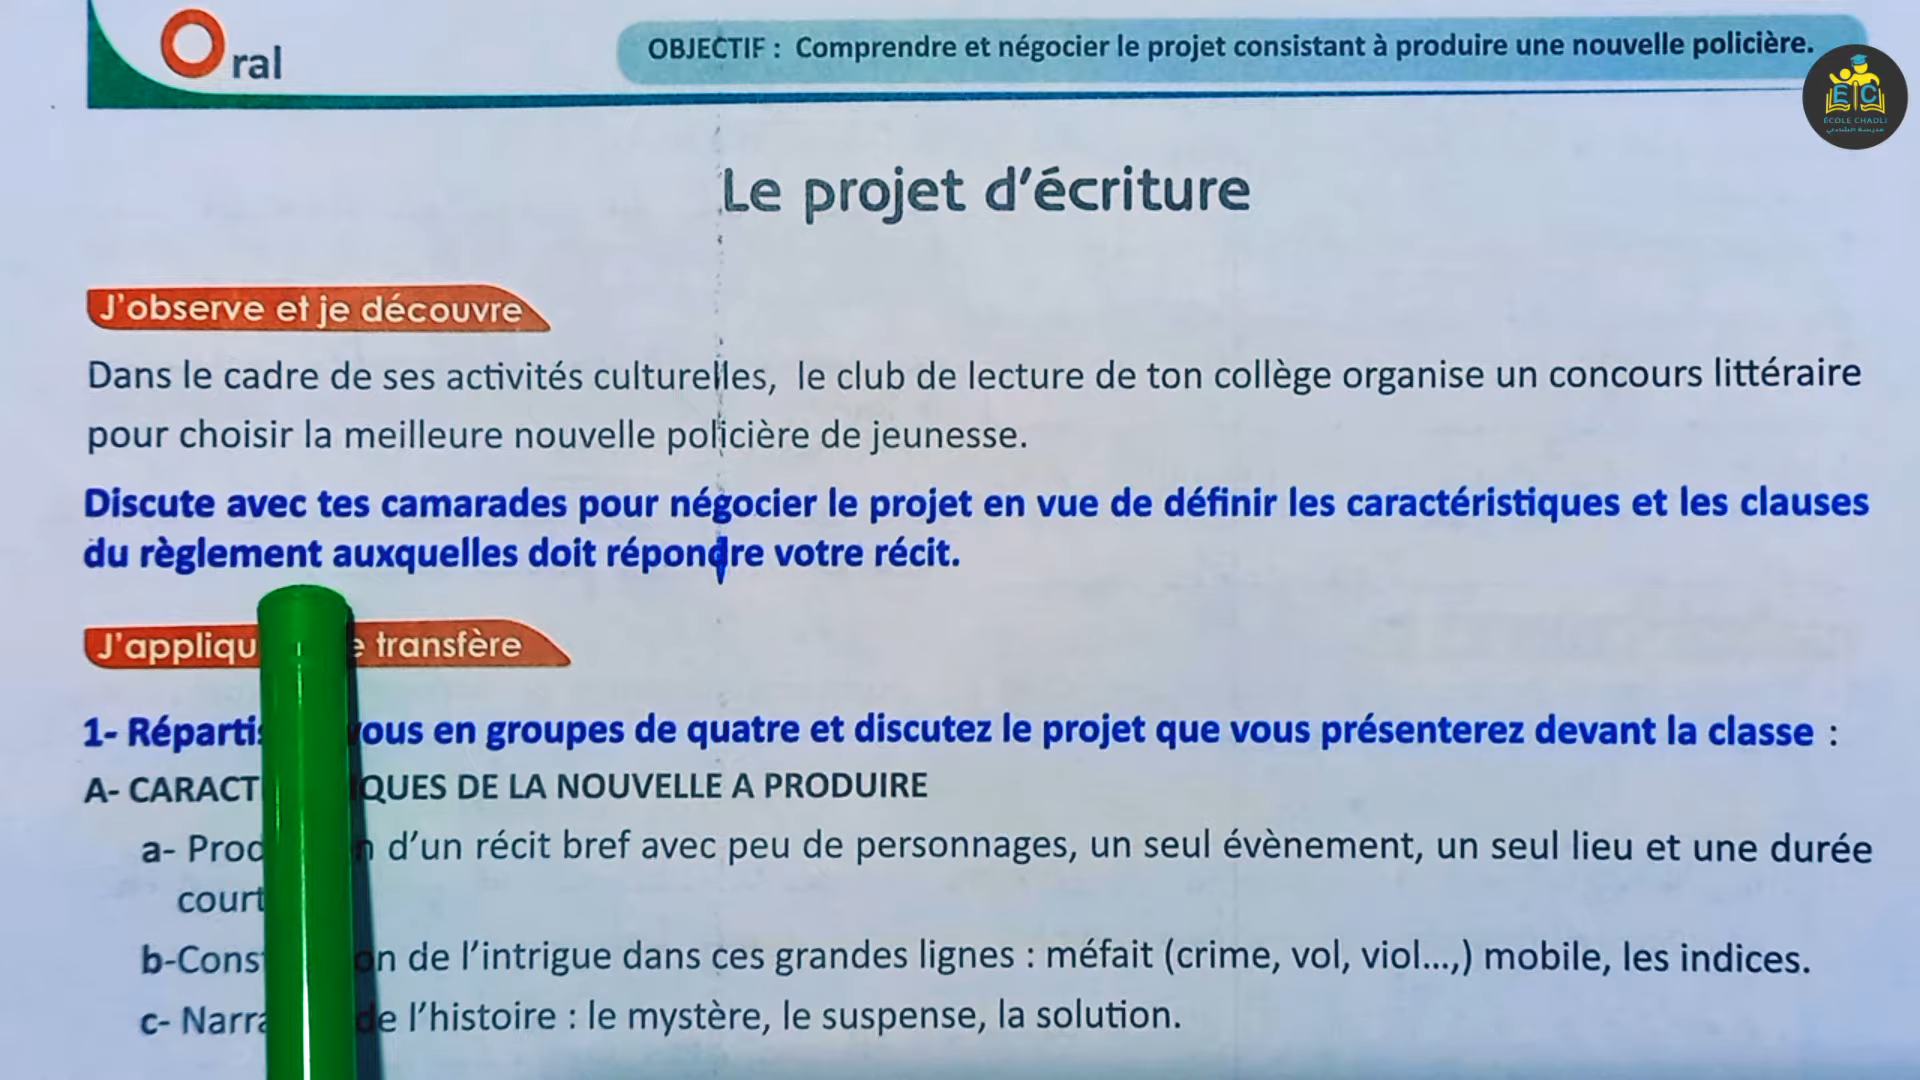 Oral
OBJECTIF : Comprendre et négocier le projet consistant à produire une nouvelle policière.
ÉCOLE CHADLI
مدرسة الشاذلي
Le projet d'écriture
J'observe et je découvre
Dans le cadre de ses activités culturelles, le club de lecture de ton collège organise un concours littéraire
pour choisir la meilleure nouvelle policière de jeunesse.
Discute avec tes camarades pour négocier le projet en vue de définir les caractéristiques et les clauses
du règlement auxquelles doit répondre votre récit.
J'appliqu e transfère
1- Répartis vous en groupes de quatre et discutez le projet que vous présenterez devant la classe :
A- CARACT IQUES DE LA NOUVELLE A PRODUIRE
a- Prod n d'un récit bref avec peu de personnages, un seul évènement, un seul lieu et une durée
court
b-Cons on de l'intrigue dans ces grandes lignes : méfait (crime, vol, viol...,) mobile, les indices.
c- Narra de l'histoire : le mystère, le suspense, la solution.